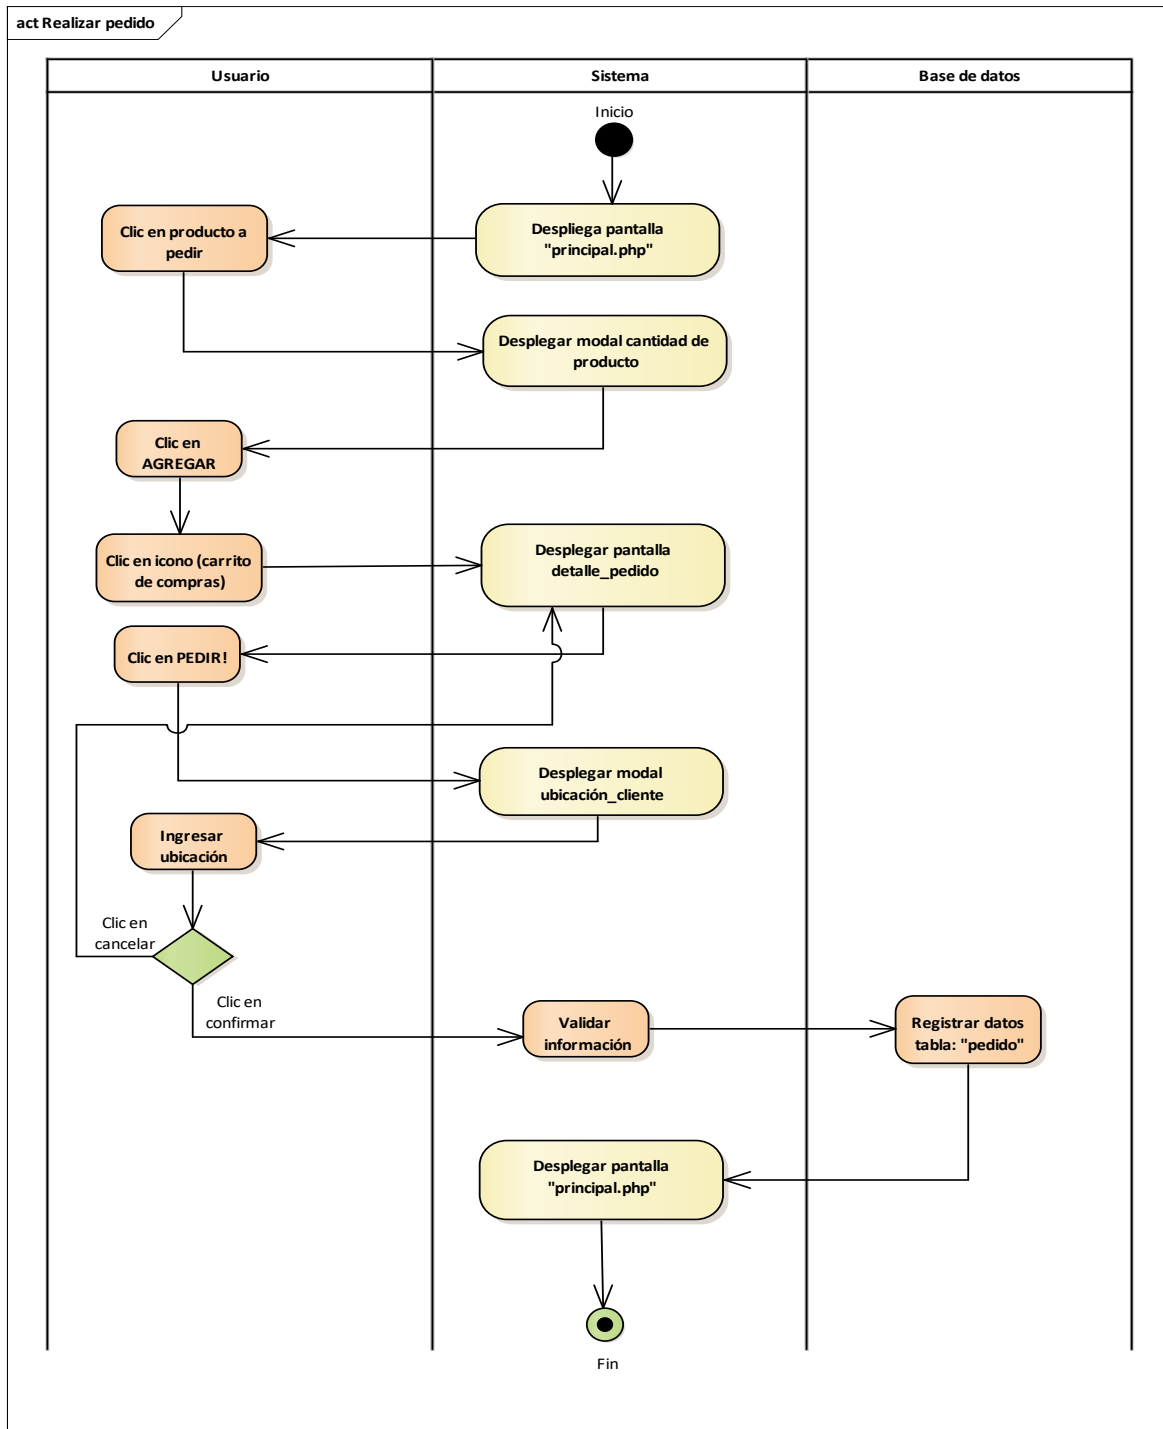 act Realizar pedido
Usuario
Sistema
Base de datos
Inicio
Despliega pantalla
"principal.php"
Clic en producto a
pedir
Desplegar modal cantidad de
producto
Clic en
AGREGAR
Clic en icono (carrito
de compras)
Desplegar pantalla
detalle_pedido
Clic en PEDIR!
Desplegar modal
ubicación_cliente
Ingresar
ubicación
Clic en
cancelar
Clic en
confirmar
Validar
información
Registrar datos
tabla: "pedido"
Desplegar pantalla
"principal.php"
Fin